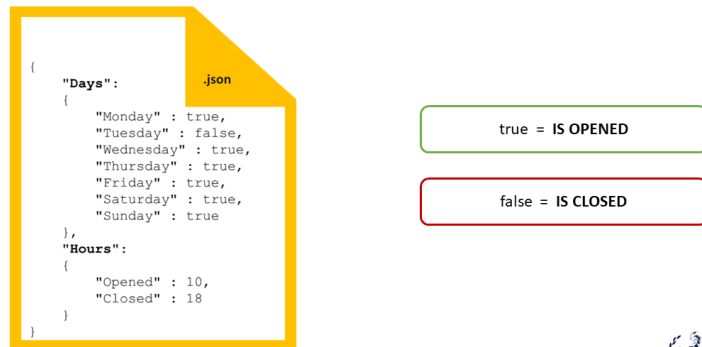 {
"Days":
.json
{
"Monday" : true,
"Tuesday" : false,
"Wednesday" : true,
"Thursday" : true,
"Friday" : true,
"Saturday" : true,
"Sunday" : true
},
"Hours":
{
"Opened" : 10,
"Closed" : 18
}
}
true = IS OPENED
false = IS CLOSED